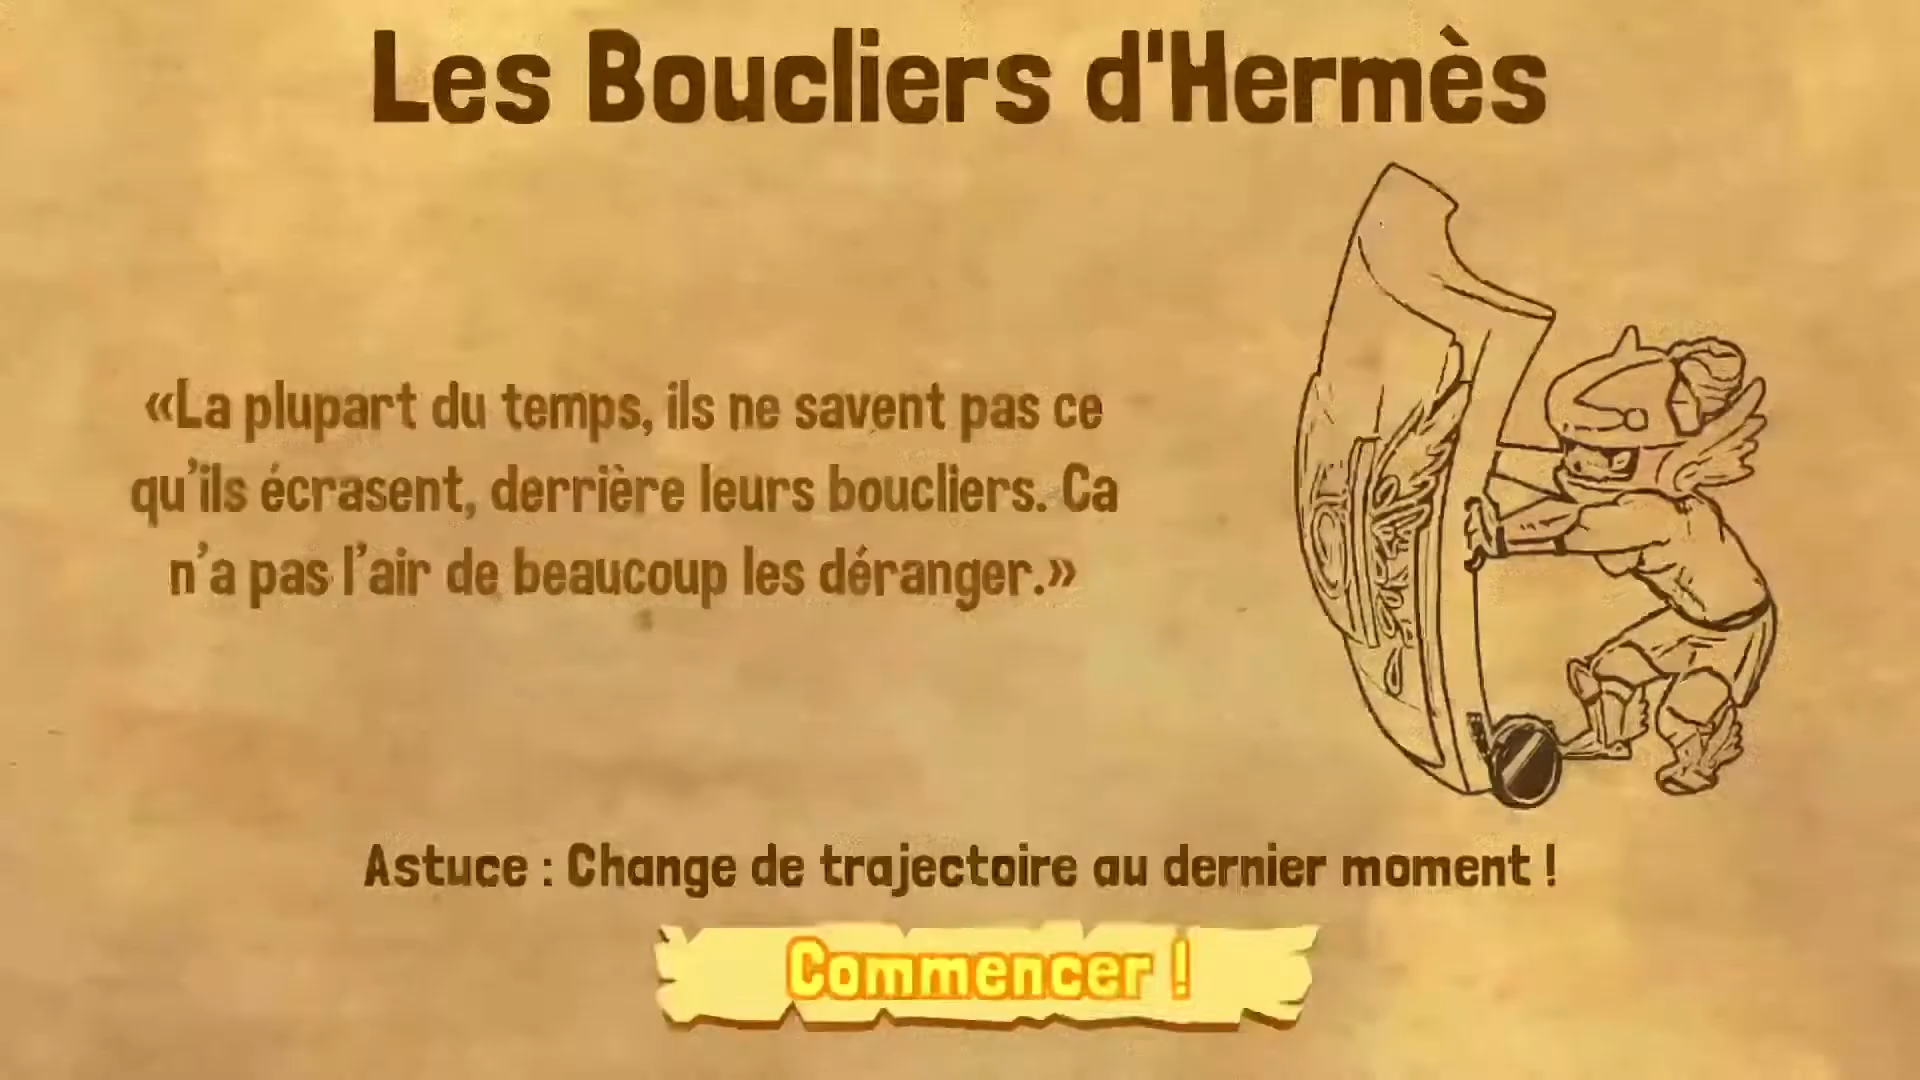 Les Boucliers d'Hermès
«La plupart du temps, ils ne savent pas ce
qu’ils écrasent, derrière leurs boucliers. Ca
n’a pas l’air de beaucoup les déranger.»
Astuce : Change de trajectoire au dernier moment !
Commencer !